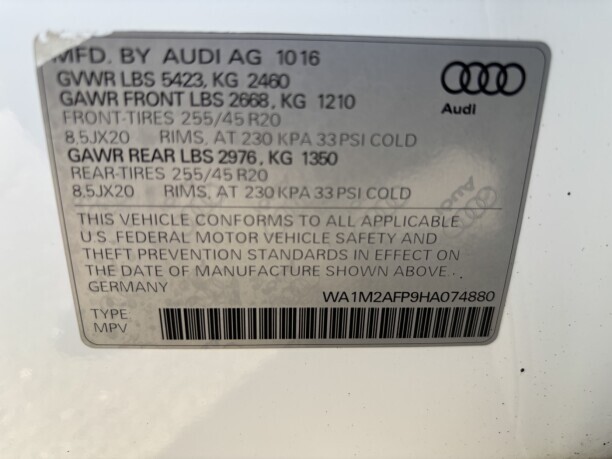 MFD. BY AUDI AG 1016
GVWR LBS 5423, KG 2460
GAWR FRONT LBS 2668, KG 1210
FRONT-TIRES 255/45 R20
8,5JX20 RIMS, AT 230 KPA 33 PSI COLD
GAWR REAR LBS 2976, KG 1350
REAR-TIRES 255/45 R20
8,5JX20 RIMS, AT 230 KPA 33 PSI COLD
Audi
THIS VEHICLE CONFORMS TO ALL APPLICABLE
U.S. FEDERAL MOTOR VEHICLE SAFETY AND
THEFT PREVENTION STANDARDS IN EFFECT ON
THE DATE OF MANUFACTURE SHOWN ABOVE.
GERMANY
WA1M2AFP9HA074880
TYPE
MPV
Audi